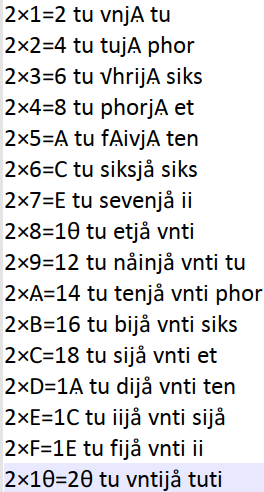 2×1=2 tu vnjA tu
2×2=4 tu tujA phor
2×3=6 tu √hrijA siks
2×4=8 tu phorjA et
2×5=A tu fAivjA ten
2×6=C tu siksjå siks
2×7=E tu sevenjå ii
2×8=1θ tu etjå vnti
2×9=12 tu nåinjå vnti tu
2×A=14 tu tenjå vnti phor
2×B=16 tu bijå vnti siks
2×C=18 tu sijå vnti et
2×D=1A tu dijå vnti ten
2×E=1C tu iijå vnti sijå
2×F=1E tu fijå vnti ii
2×1θ=2θ tu vntijå tuti